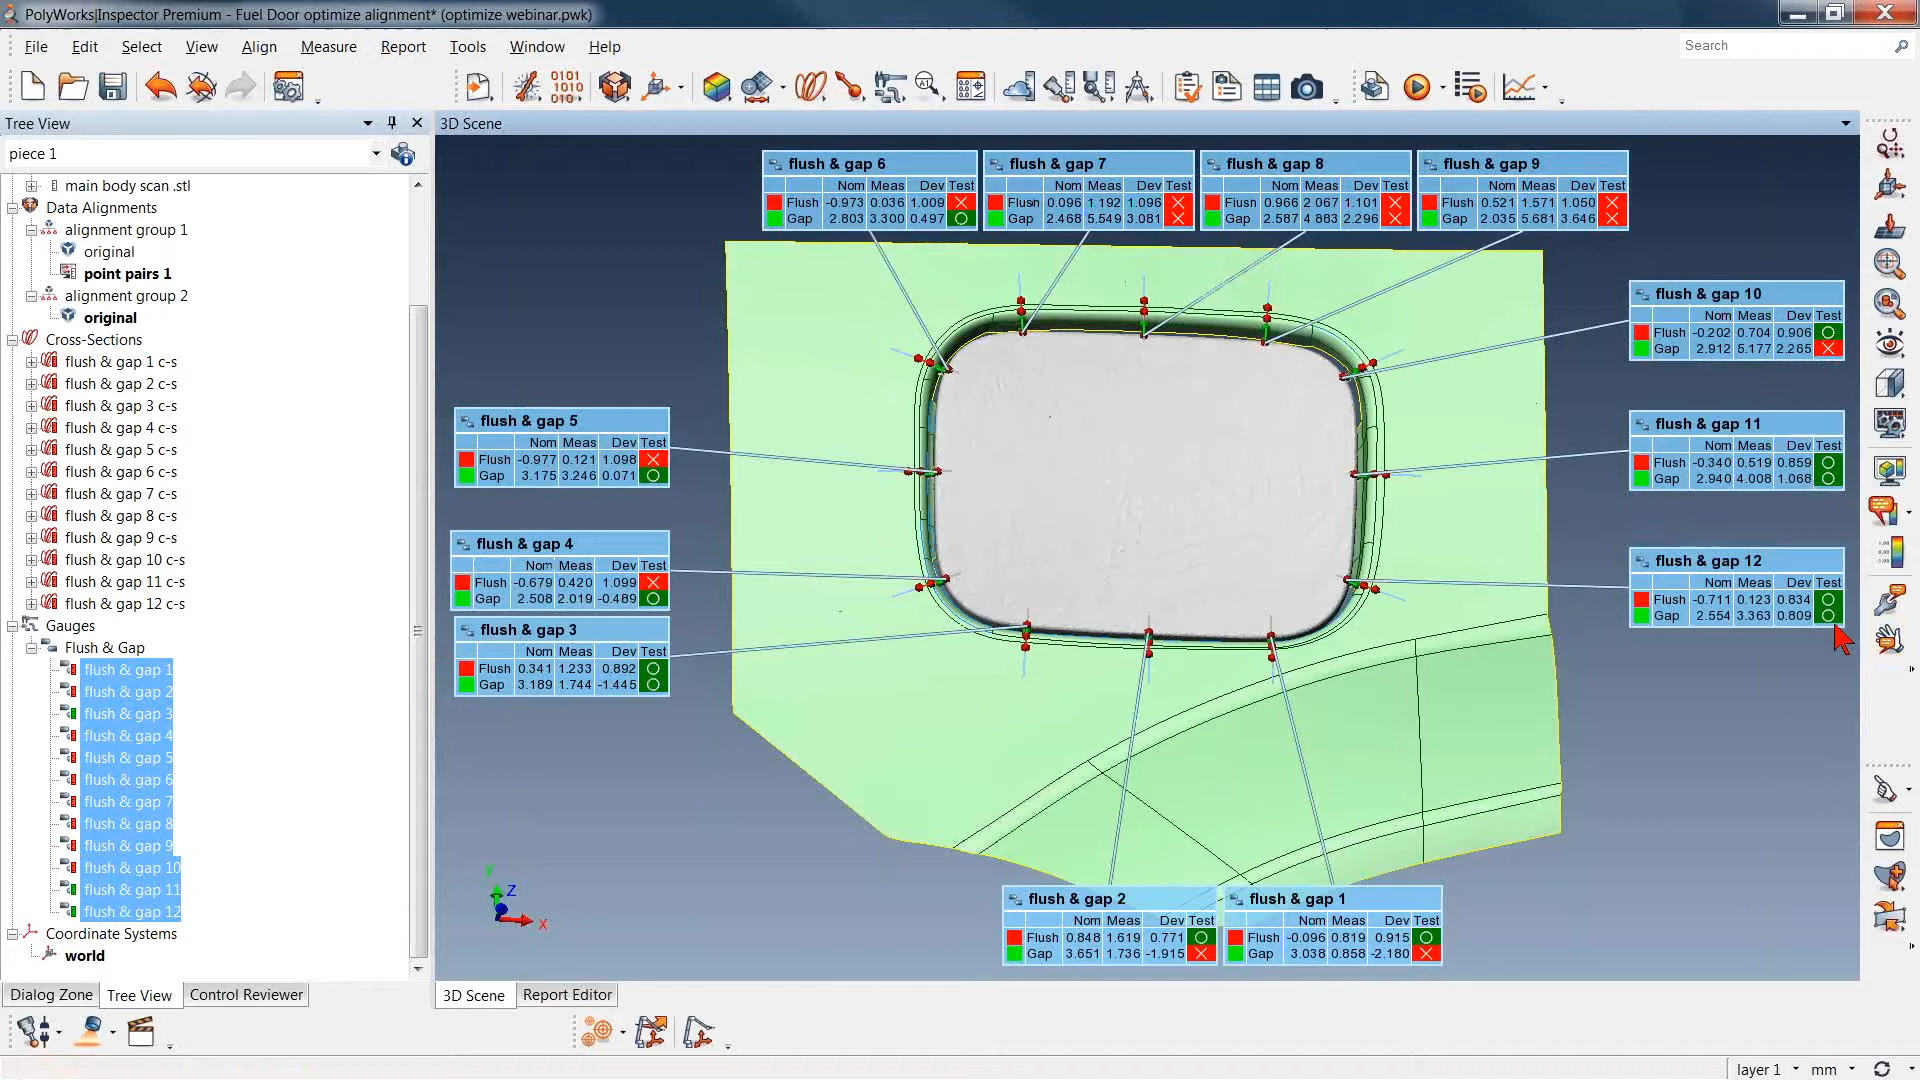 PolyWorks|Inspector Premium - Fuel Door optimize alignment* (optimize webinar.pwk)
File Edit Select View Align Measure Report Tools Window Help
Search
Tree View
3D Scene
piece 1
main body scan .stl
Data Alignments
alignment group 1
original
point pairs 1
alignment group 2
original
Cross-Sections
flush & gap 1 c-s
flush & gap 2 c-s
flush & gap 3 c-s
flush & gap 4 c-s
flush & gap 5 c-s
flush & gap 6 c-s
flush & gap 7 c-s
flush & gap 8 c-s
flush & gap 9 c-s
flush & gap 10 c-s
flush & gap 11 c-s
flush & gap 12 c-s
Gauges
Flush & Gap
flush & gap 1
flush & gap 2
flush & gap 3
flush & gap 4
flush & gap 5
flush & gap 6
flush & gap 7
flush & gap 8
flush & gap 9
flush & gap 10
flush & gap 11
flush & gap 12
Coordinate Systems
world
Dialog Zone Tree View Control Reviewer
flush & gap 6
Nom Meas Dev Test
Flush -0.973 0.036 1.009
Gap 2.803 3.300 0.497
flush & gap 7
Nom Meas Dev Test
Flush 0.096 1.192 1.096
Gap 2.468 5.549 3.081
flush & gap 8
Nom Meas Dev Test
Flush 0.966 2.067 1.101
Gap 2.587 4.883 2.296
flush & gap 9
Nom Meas Dev Test
Flush 0.521 1.571 1.050
Gap 2.035 5.681 3.646
flush & gap 10
Nom Meas Dev Test
Flush -0.202 0.704 0.906
Gap 2.912 5.177 2.265
flush & gap 5
Nom Meas Dev Test
Flush -0.977 0.121 1.098
Gap 3.175 3.246 0.071
flush & gap 11
Nom Meas Dev Test
Flush -0.340 0.519 0.859
Gap 2.940 4.008 1.068
flush & gap 4
Nom Meas Dev Test
Flush -0.679 0.420 1.099
Gap 2.508 2.019 -0.489
flush & gap 12
Nom Meas Dev Test
Flush -0.711 0.123 0.834
Gap 2.554 3.363 0.809
flush & gap 3
Nom Meas Dev Test
Flush 0.341 1.233 0.892
Gap 3.189 1.744 -1.445
flush & gap 2
Nom Meas Dev Test
Flush 0.848 1.619 0.771
Gap 3.651 1.736 -1.915
flush & gap 1
Nom Meas Dev Test
Flush -0.096 0.819 0.915
Gap 3.038 0.858 -2.180
Y
Z
X
3D Scene Report Editor
layer 1 mm